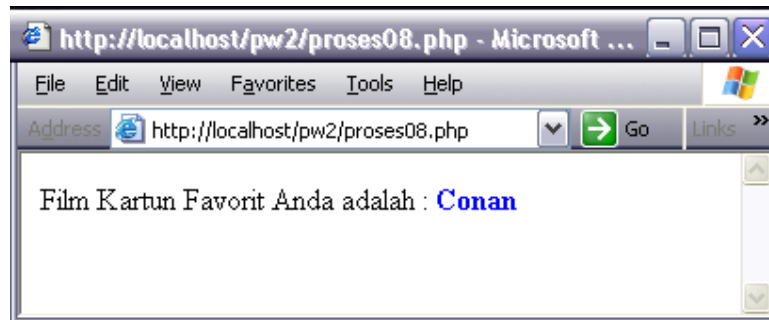 http://localhost/pw2/proses08.php - Microsoft ...
File Edit View Favorites Tools Help
Address http://localhost/pw2/proses08.php Go Links »
Film Kartun Favorit Anda adalah : Conan